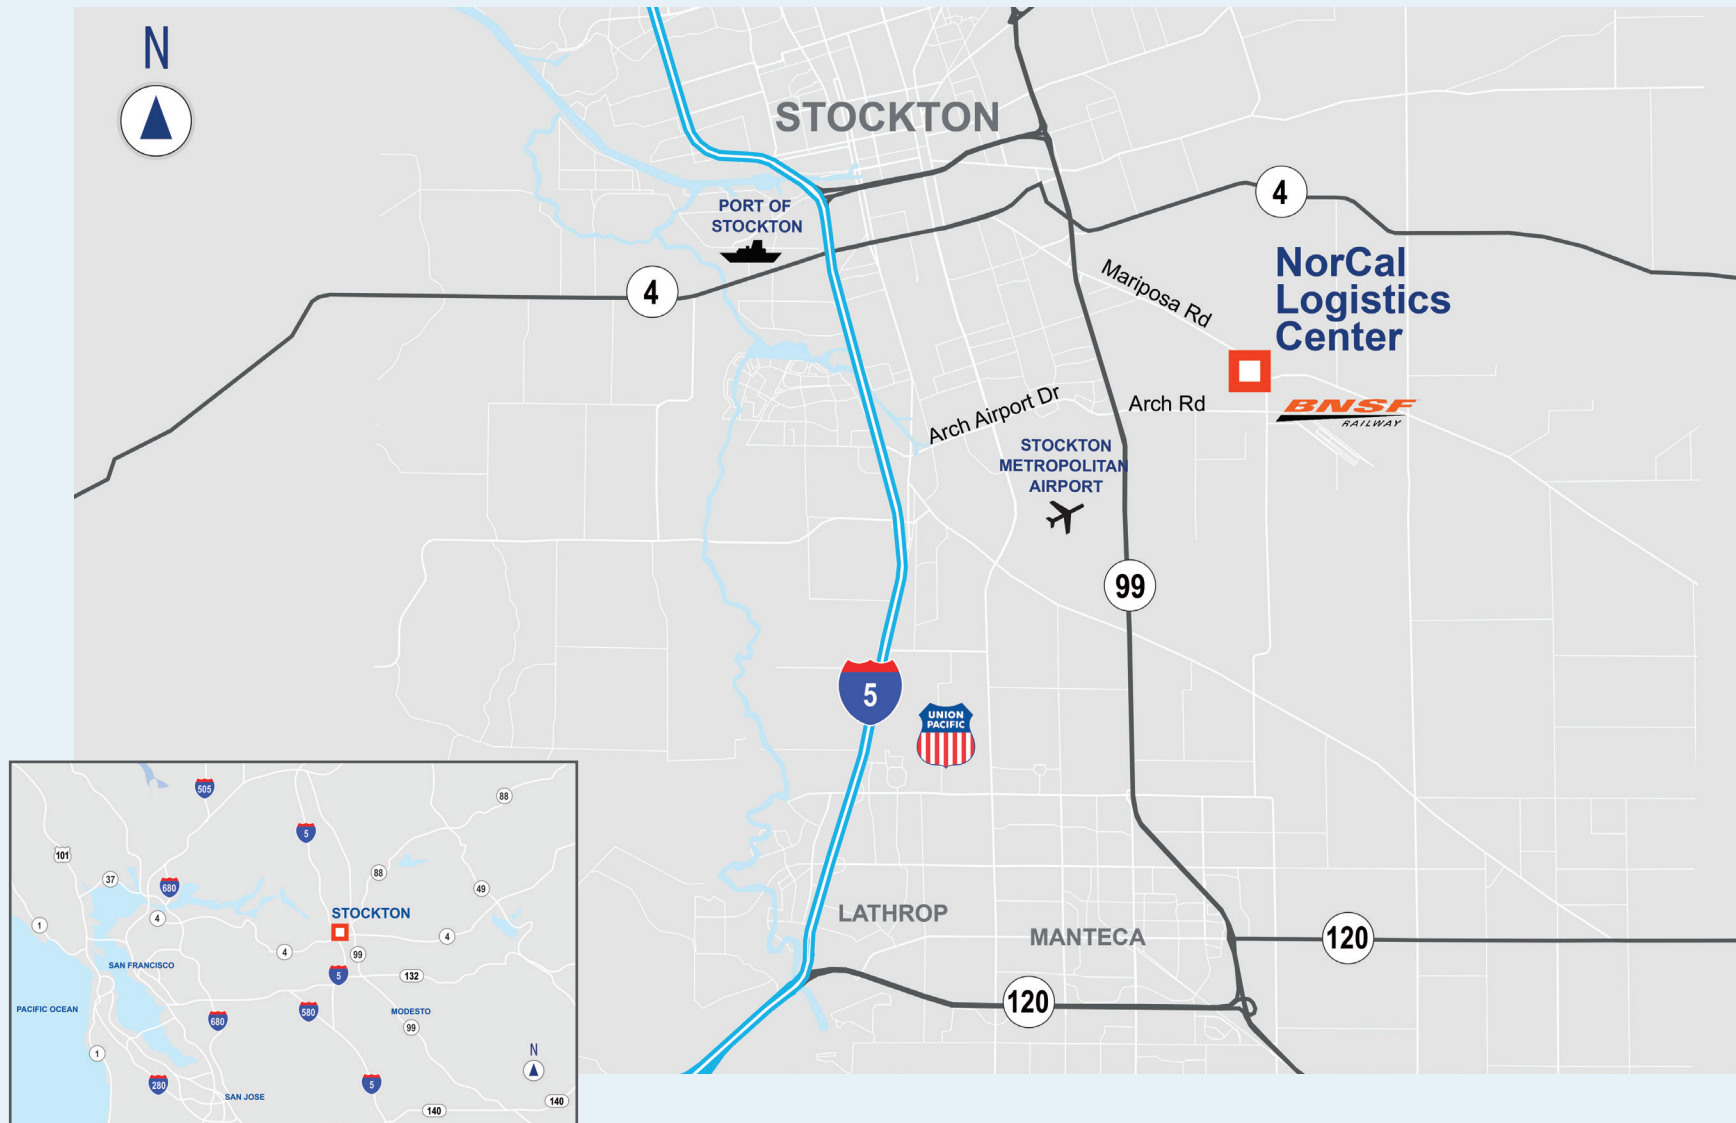 N
STOCKTON
4
PORT OF
STOCKTON
NorCal
Logistics
Center
Mariposa Rd
4
Arch Airport Dr
Arch Rd
BNSF
RAILWAY
STOCKTON
METROPOLITAN
AIRPORT
99
5
UNION
PACIFIC
LATHROP
MANTECA
120
120
505
88
5
101
88
37
680
49
STOCKTON
4
1
4
4
99
SAN FRANCISCO
5
132
PACIFIC OCEAN
580
MODESTO
680
99
N
1
280
5
SAN JOSE
140
140